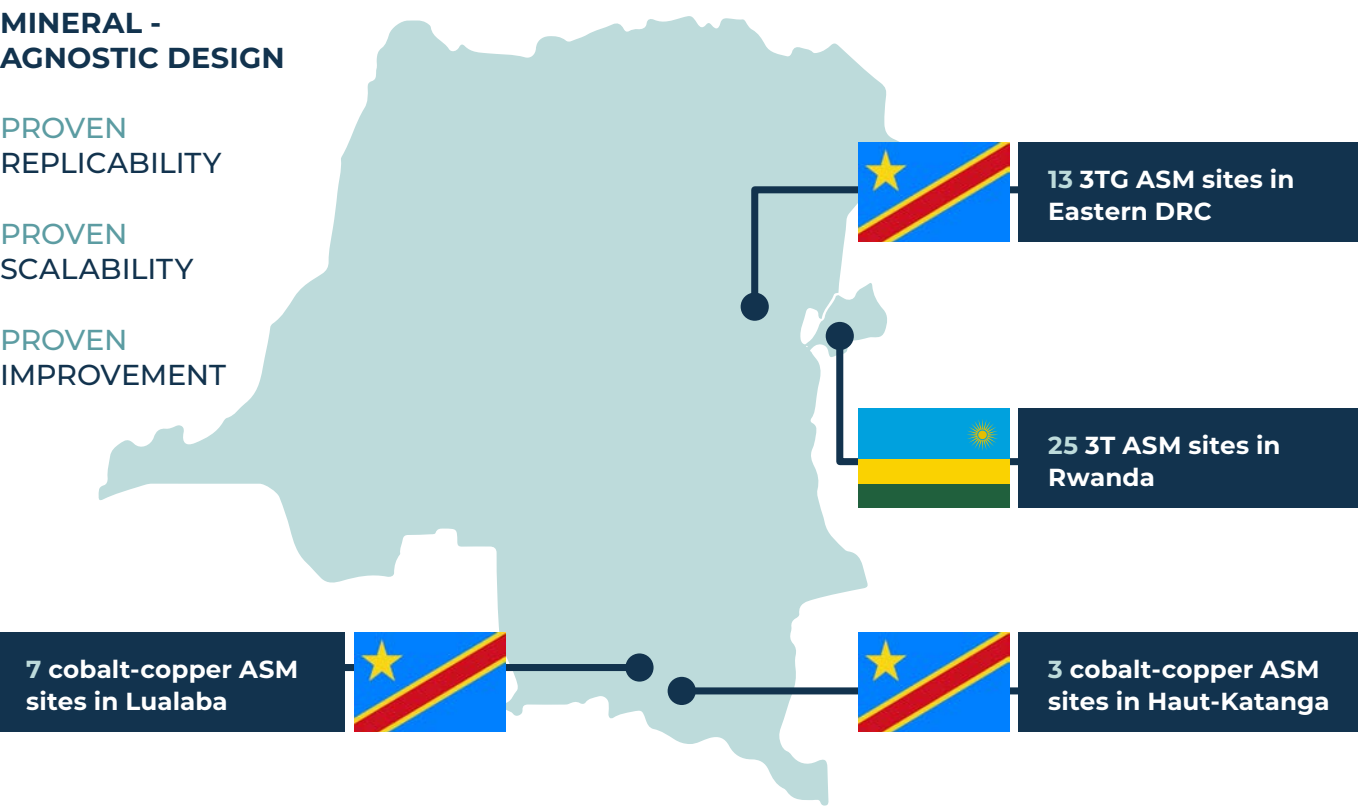 MINERAL -
AGNOSTIC DESIGN
PROVEN
REPLICABILITY
PROVEN
SCALABILITY
PROVEN
IMPROVEMENT
13 3TG ASM sites in
Eastern DRC
25 3T ASM sites in
Rwanda
7 cobalt-copper ASM
sites in Lualaba
3 cobalt-copper ASM
sites in Haut-Katanga